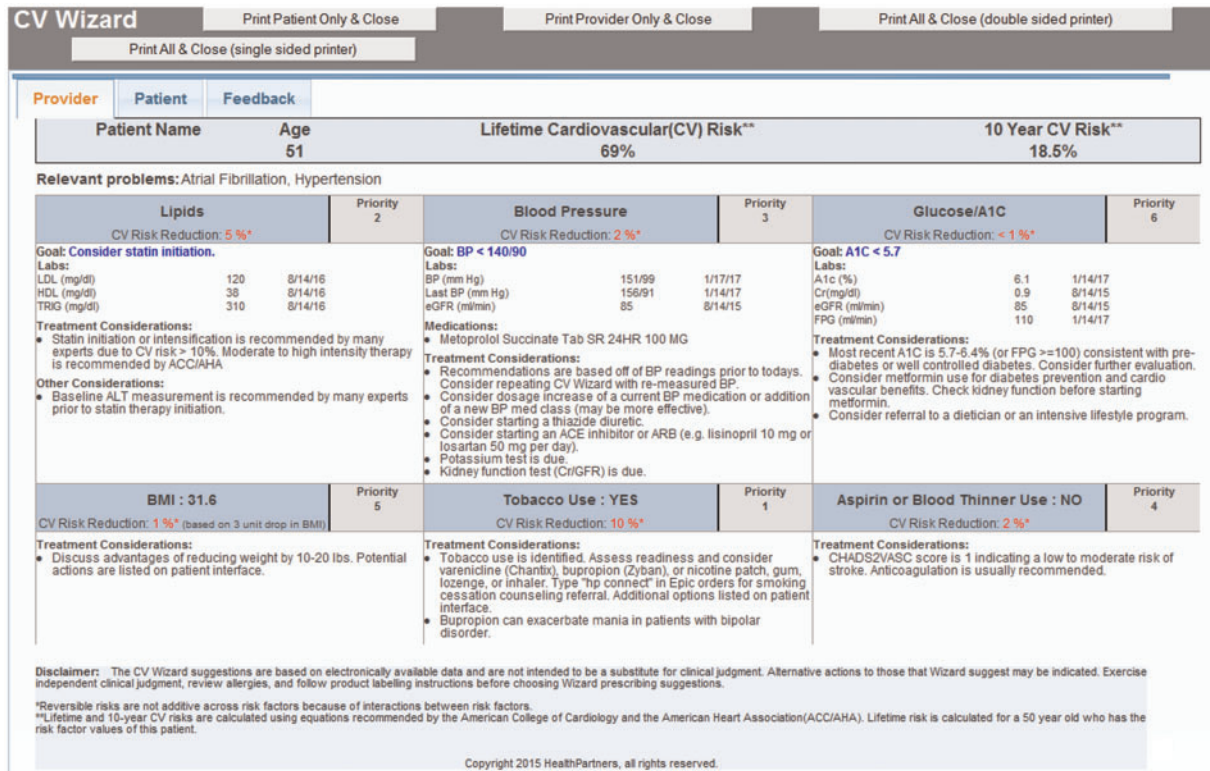 CV Wizard
Print Patient Only & Close
Print Provider Only & Close
Print All & Close (double sided printer)
Print All & Close (single sided printer)
Provider
Patient
Feedback
Patient Name Age Lifetime Cardiovascular(CV) Risk** 10 Year CV Risk**
51 69% 18.5%
Relevant problems: Atrial Fibrillation, Hypertension
Lipids
Priority
2
CV Risk Reduction: 5 %*
Goal: Consider statin initiation.
Labs:
LDL (mg/dl) 120 8/14/16
HDL (mg/dl) 38 8/14/16
TRIG (mg/dl) 310 8/14/16
Treatment Considerations:
• Statin initiation or intensification is recommended by many
experts due to CV risk > 10%. Moderate to high intensity therapy
is recommended by ACC/AHA
Other Considerations:
• Baseline ALT measurement is recommended by many experts
prior to statin therapy initiation.
Blood Pressure
Priority
3
CV Risk Reduction: 2 %*
Goal: BP < 140/90
Labs:
BP (mm Hg) 151/99 1/17/17
Last BP (mm Hg) 156/91 1/14/17
eGFR (ml/min) 85 8/14/15
Medications:
• Metoprolol Succinate Tab SR 24HR 100 MG
Treatment Considerations:
• Recommendations are based off of BP readings prior to todays.
Consider repeating CV Wizard with re-measured BP.
• Consider dosage increase of a current BP medication or addition
of a new BP med class (may be more effective).
• Consider starting a thiazide diuretic.
• Consider starting an ACE inhibitor or ARB (e.g. lisinopril 10 mg or
losartan 50 mg per day).
• Potassium test is due.
• Kidney function test (Cr/GFR) is due.
Glucose/A1C
Priority
6
CV Risk Reduction: < 1 %*
Goal: A1C < 5.7
Labs:
A1c (%) 6.1 1/14/17
Cr(mg/dl) 0.9 8/14/15
eGFR (ml/min) 85 8/14/15
FPG (ml/min) 110 1/14/17
Treatment Considerations:
• Most recent A1C is 5.7-6.4% (or FPG >=100) consistent with pre-
diabetes or well controlled diabetes. Consider further evaluation.
• Consider metformin use for diabetes prevention and cardio
vascular benefits. Check kidney function before starting
metformin.
• Consider referral to a dietician or an intensive lifestyle program.
BMI : 31.6
Priority
5
CV Risk Reduction: 1 %* (based on 3 unit drop in BMI)
Treatment Considerations:
• Discuss advantages of reducing weight by 10-20 lbs. Potential
actions are listed on patient interface.
Tobacco Use : YES
Priority
1
CV Risk Reduction: 10 %*
Treatment Considerations:
• Tobacco use is identified. Assess readiness and consider
varenicline (Chantix), bupropion (Zyban), or nicotine patch, gum,
lozenge, or inhaler. Type "hp connect" in Epic orders for smoking
cessation counseling referral. Additional options listed on patient
interface.
• Bupropion can exacerbate mania in patients with bipolar
disorder.
Aspirin or Blood Thinner Use : NO
Priority
4
CV Risk Reduction: 2 %*
Treatment Considerations:
• CHADS2VASC score is 1 indicating a low to moderate risk of
stroke. Anticoagulation is usually recommended.
Disclaimer: The CV Wizard suggestions are based on electronically available data and are not intended to be a substitute for clinical judgment. Alternative actions to those that Wizard suggest may be indicated. Exercise
independent clinical judgment, review allergies, and follow product labelling instructions before choosing Wizard prescribing suggestions.
*Reversible risks are not additive across risk factors because of interactions between risk factors.
**Lifetime and 10-year CV risks are calculated using equations recommended by the American College of Cardiology and the American Heart Association(ACC/AHA). Lifetime risk is calculated for a 50 year old who has the
risk factor values of this patient.
Copyright 2015 HealthPartners, all rights reserved.